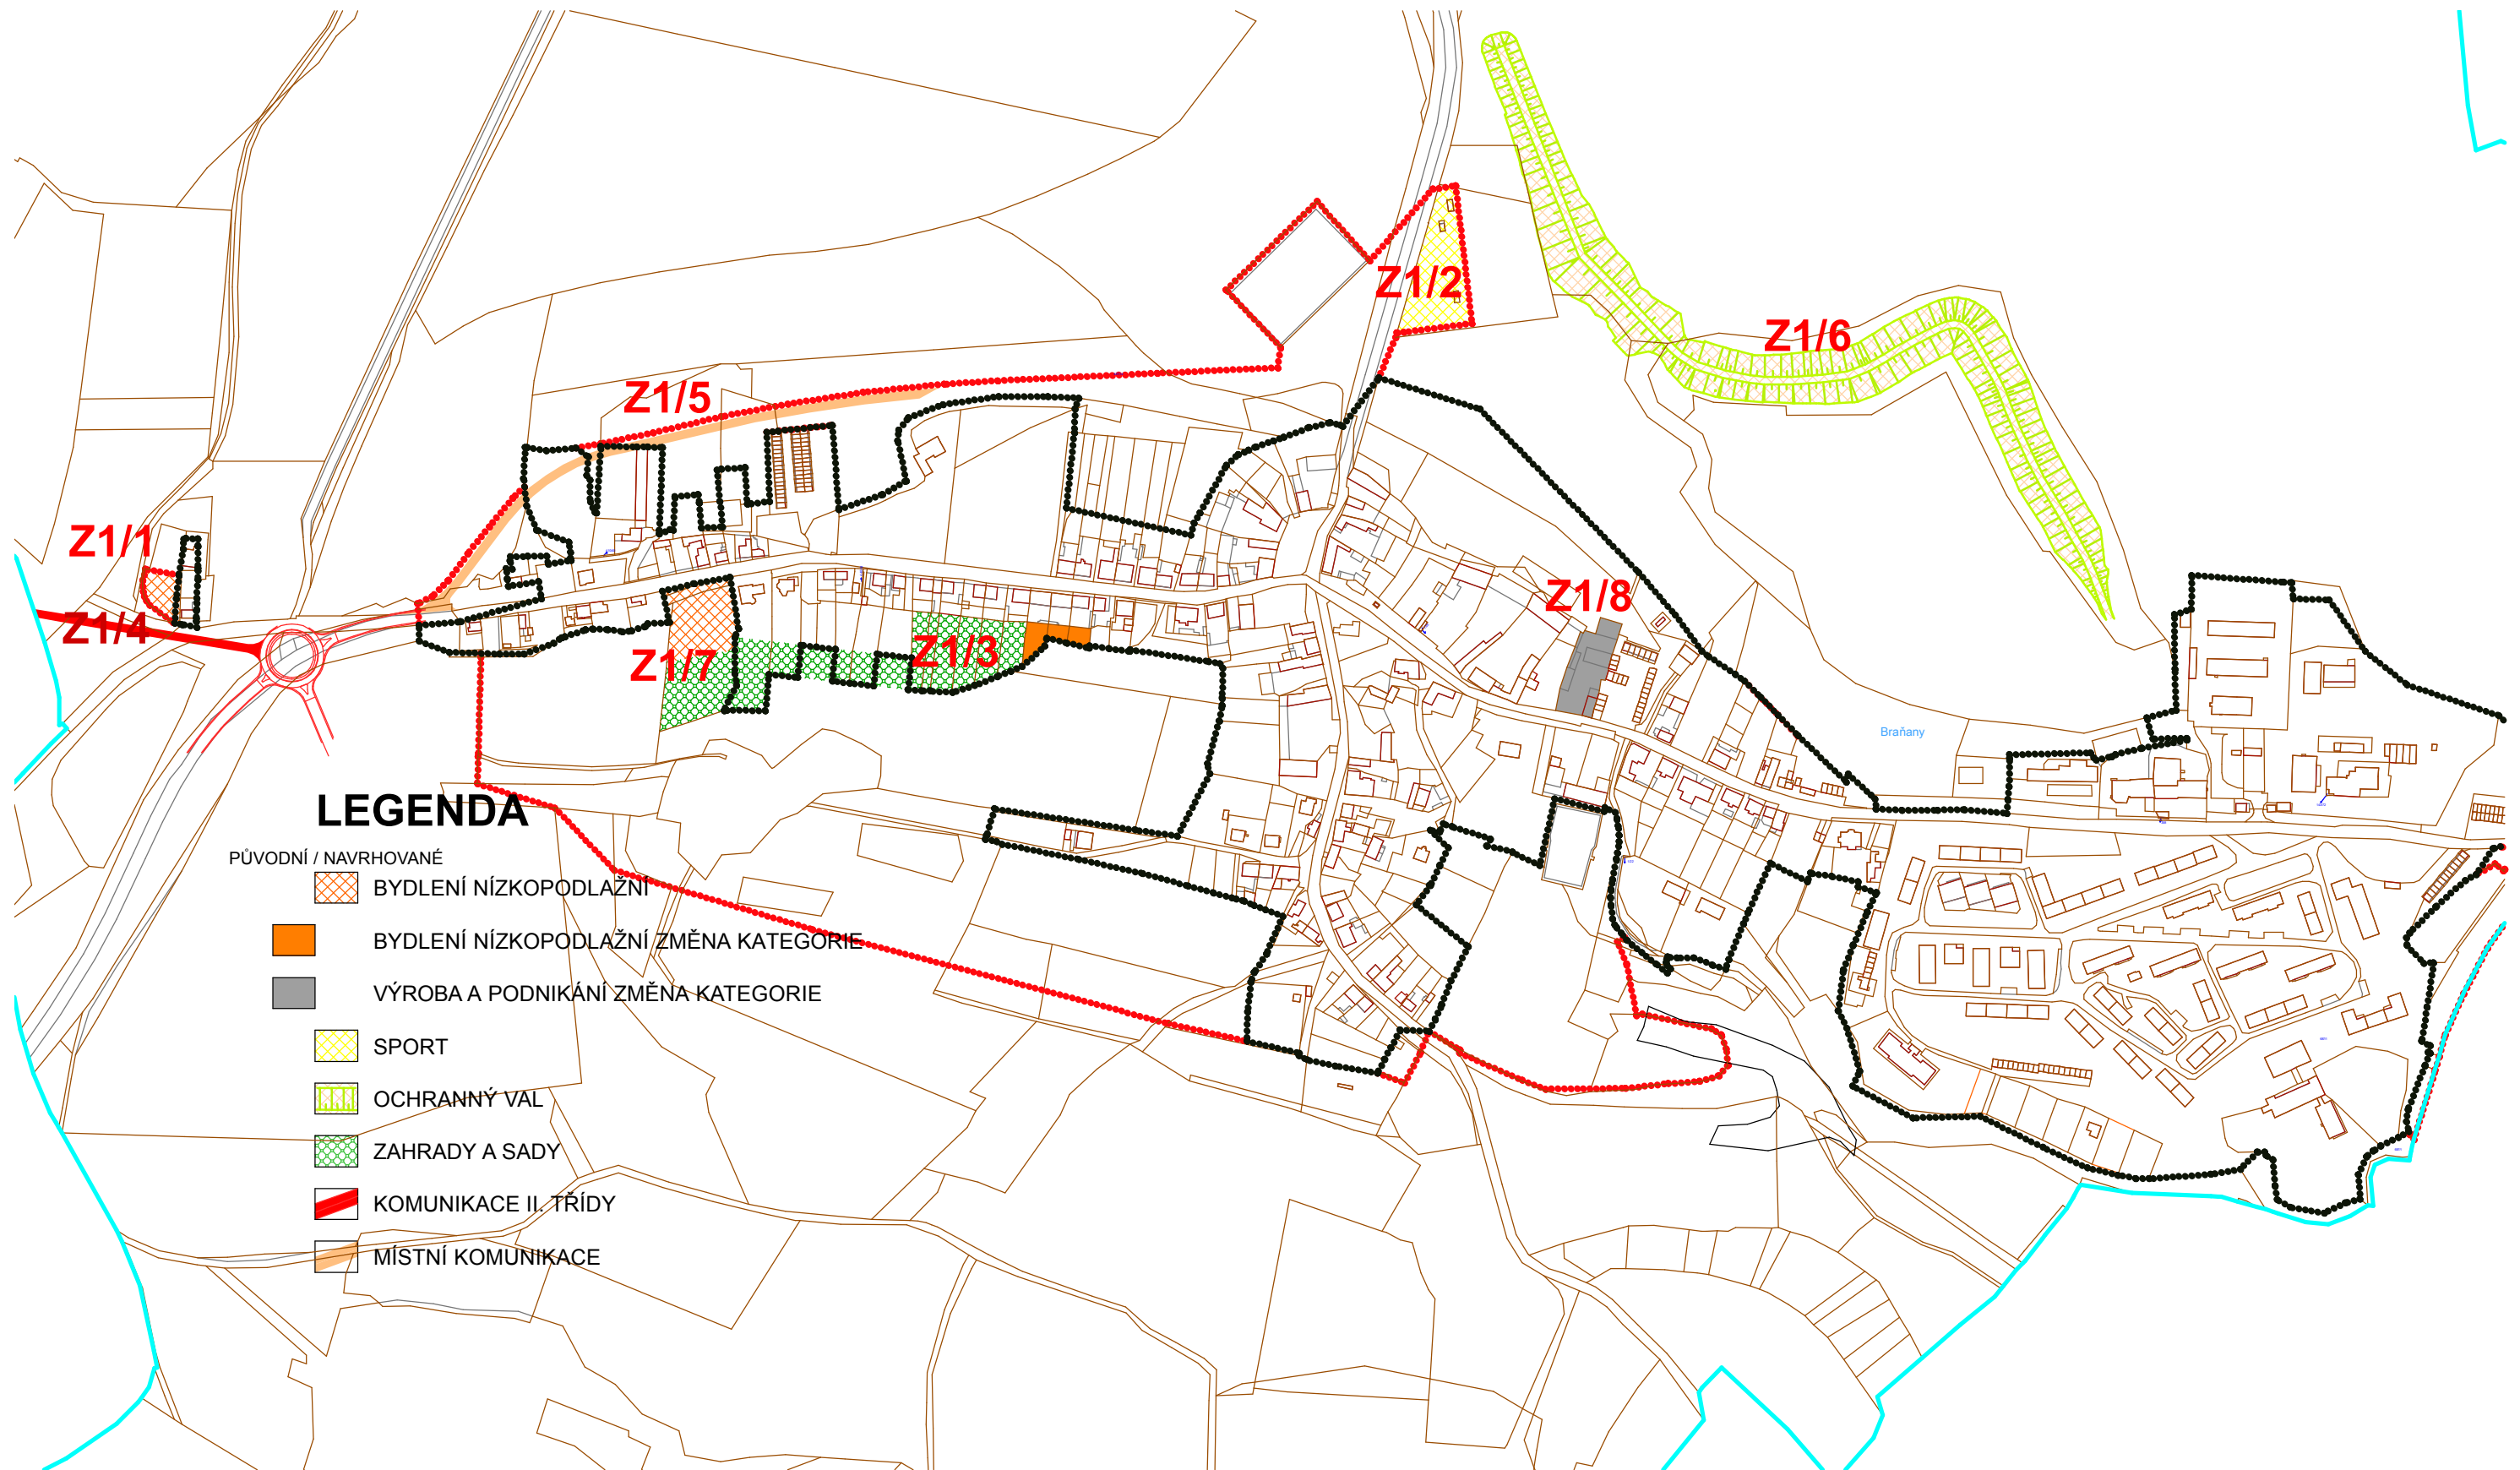 Z1/2
Z1/6
Z1/5
Z1/1
Z1/8
Z1/4
Z1/3
Z1/7
Braňany
LEGENDA
PŮVODNÍ / NAVRHOVANÉ
BYDLENÍ NÍZKOPODLAŽNÍ
BYDLENÍ NÍZKOPODLAŽNÍ ZMĚNA KATEGORIE
VÝROBA A PODNIKÁNÍ ZMĚNA KATEGORIE
SPORT
OCHRANNÝ VAL
ZAHRADY A SADY
KOMUNIKACE II. TŘÍDY
MÍSTNÍ KOMUNIKACE